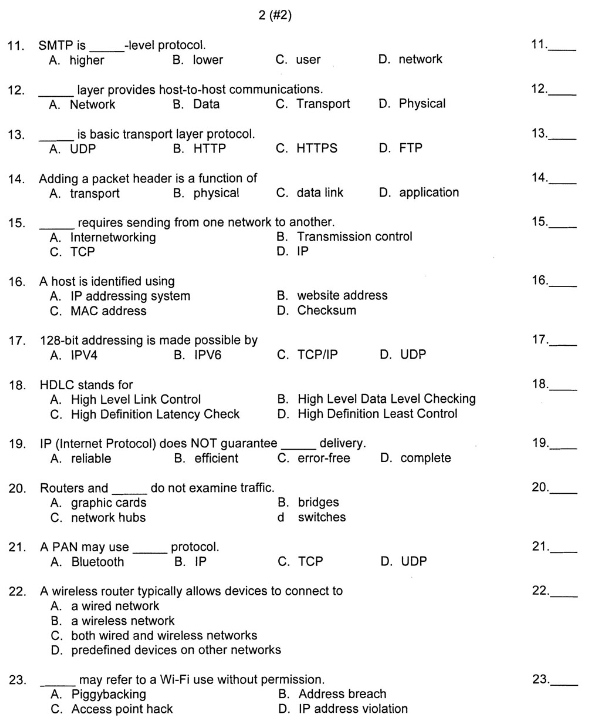 2 (#2)
11. SMTP is _____-level protocol. 11.____
A. higher B. lower C. user D. network
12. _____ layer provides host-to-host communications. 12.____
A. Network B. Data C. Transport D. Physical
13. _____ is basic transport layer protocol. 13.____
A. UDP B. HTTP C. HTTPS D. FTP
14. Adding a packet header is a function of 14.____
A. transport B. physical C. data link D. application
15. _____ requires sending from one network to another. 15.____
A. Internetworking B. Transmission control
C. TCP D. IP
16. A host is identified using 16.____
A. IP addressing system B. website address
C. MAC address D. Checksum
17. 128-bit addressing is made possible by 17.____
A. IPV4 B. IPV6 C. TCP/IP D. UDP
18. HDLC stands for 18.____
A. High Level Link Control B. High Level Data Level Checking
C. High Definition Latency Check D. High Definition Least Control
19. IP (Internet Protocol) does NOT guarantee _____ delivery. 19.____
A. reliable B. efficient C. error-free D. complete
20. Routers and _____ do not examine traffic. 20.____
A. graphic cards B. bridges
C. network hubs d switches
21. A PAN may use _____ protocol. 21.____
A. Bluetooth B. IP C. TCP D. UDP
22. A wireless router typically allows devices to connect to 22.____
A. a wired network
B. a wireless network
C. both wired and wireless networks
D. predefined devices on other networks
23. _____ may refer to a Wi-Fi use without permission. 23.____
A. Piggybacking B. Address breach
C. Access point hack D. IP address violation